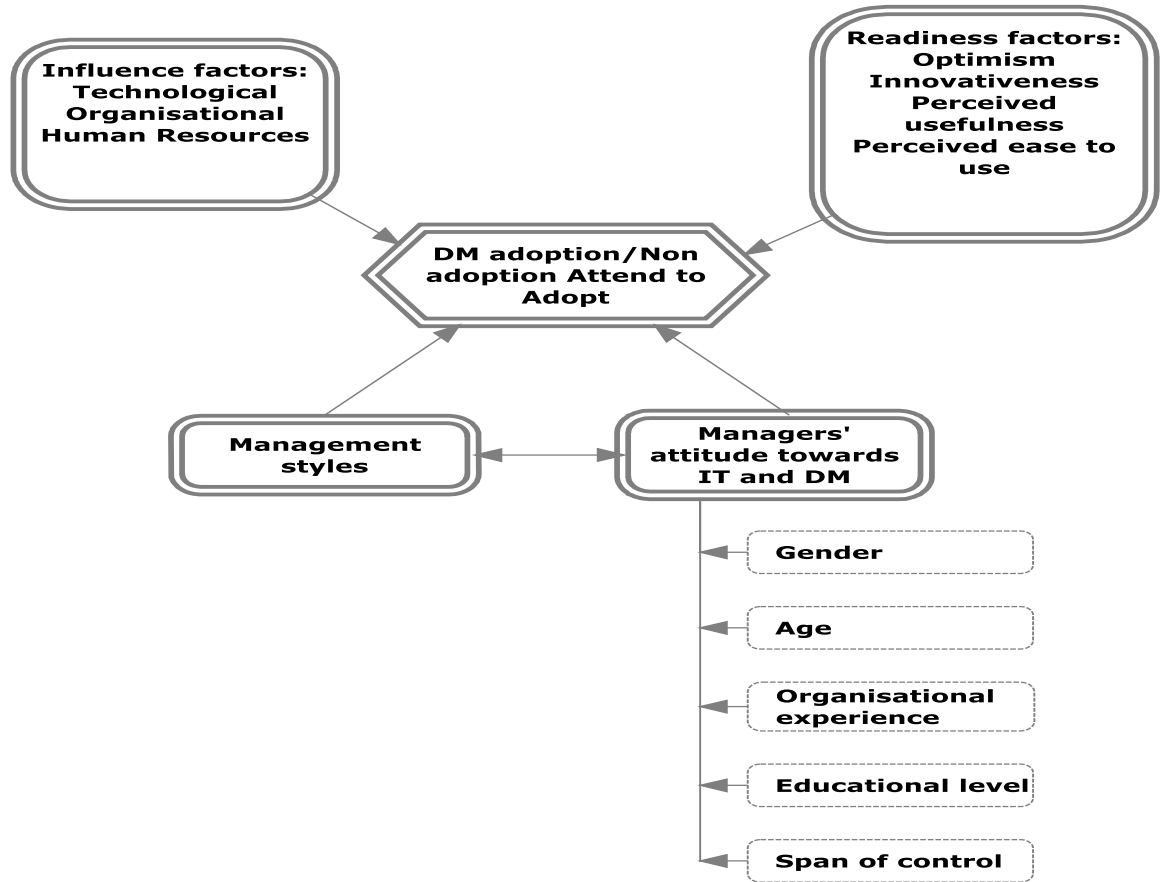 Influence factors:
Technological
Organisational
Human Resources
Readiness factors:
Optimism
Innovativeness
Perceived
usefulness
Perceived ease to
use
DM adoption/Non
adoption Attend to
Adopt
Management
styles
Managers'
attitude towards
IT and DM
Gender
Age
Organisational
experience
Educational level
Span of control